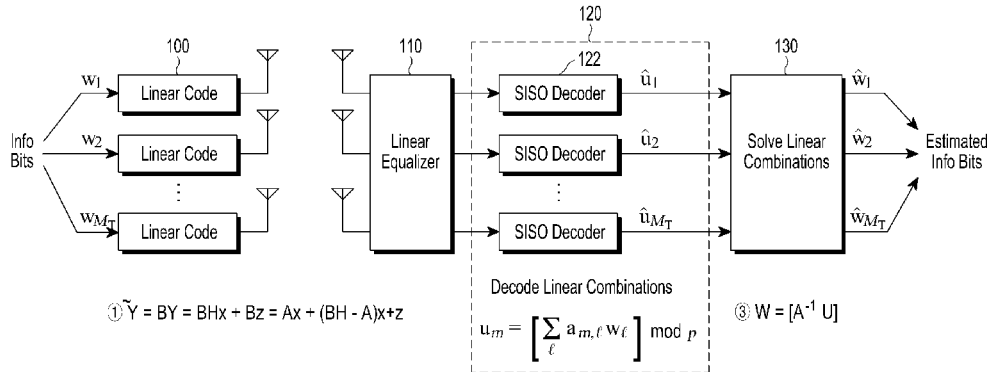 120
100
110
122
130
w1
Linear Code
SISO Decoder
û1
ŵ1
Info
Bits
w2
Linear Code
Linear
Equalizer
SISO Decoder
û2
Solve Linear
Combinations
ŵ2
Estimated
Info Bits
⋮
⋮
wMT
Linear Code
SISO Decoder
ûMT
ŵMT
Decode Linear Combinations
① Ỹ = BY = BHx + Bz = Ax + (BH - A)x+z
um = [ ∑ℓ am,ℓ wℓ ] mod p
③ W = [A⁻¹ U]